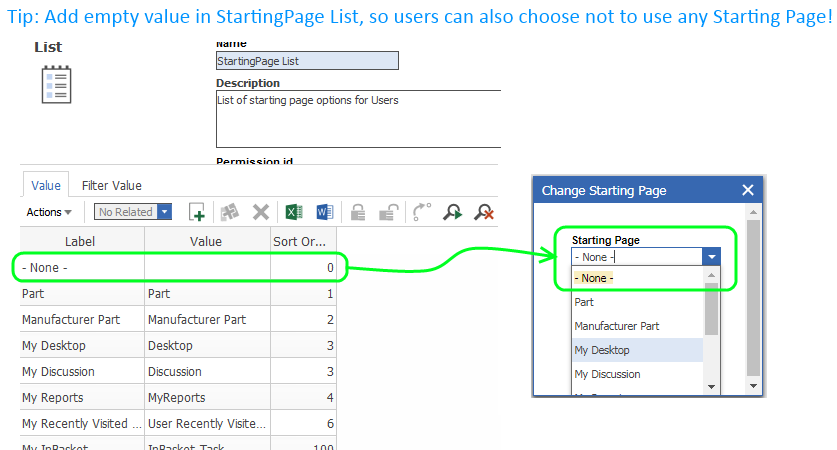 Tip: Add empty value in StartingPage List, so users can also choose not to use any Starting Page!
List
Name
StartingPage List
Description
List of starting page options for Users
Permission id
Value Filter Value
Actions No Related
Label Value Sort Or...
- None - 0
Part Part 1
Manufacturer Part Manufacturer Part 2
My Desktop Desktop 3
My Discussion Discussion 3
My Reports MyReports 4
My Recently Visited ... User Recently Visite... 6
My InBasket InBasket Task 100
Change Starting Page
Starting Page
- None -
- None -
Part
Manufacturer Part
My Desktop
My Discussion